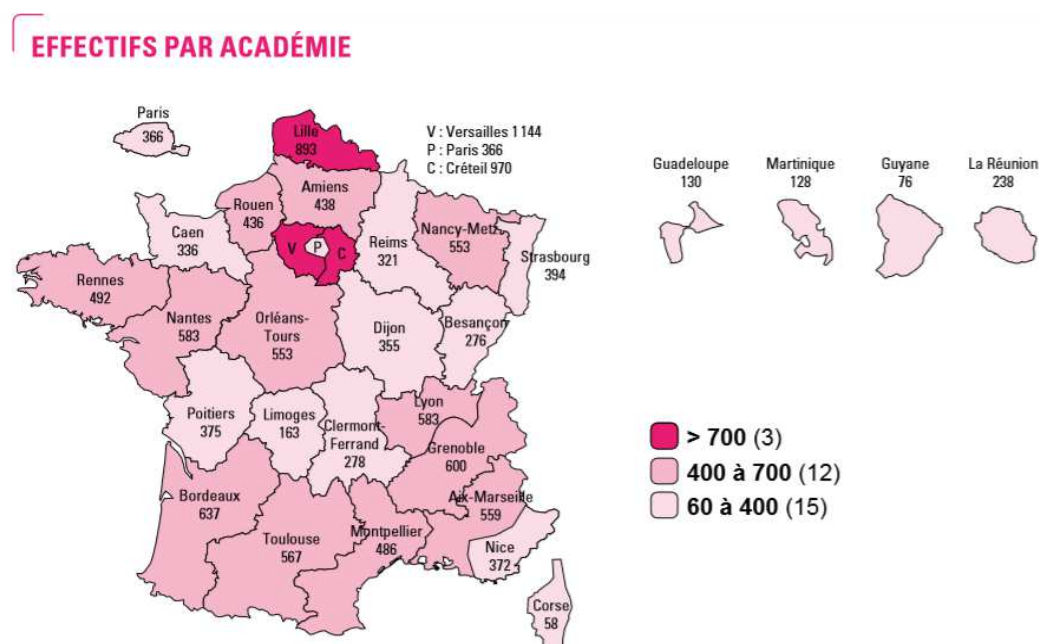 EFFECTIFS PAR ACADÉMIE
Paris
366
Lille
893
V : Versailles 1144
P : Paris 366
C : Créteil 970
Guadeloupe
130
Martinique
128
Guyane
76
La Réunion
238
Amiens
438
Rouen
436
Caen
336
V
P
C
Reims
321
Nancy-Metz
553
Strasbourg
394
Rennes
492
Nantes
583
Orléans-
Tours
553
Dijon
355
Besançon
276
Poitiers
375
Limoges
163
Clermont-
Ferrand
278
Lyon
583
Grenoble
600
Bordeaux
637
Aix-Marseille
559
Toulouse
567
Montpellier
486
Nice
372
Corse
58
> 700 (3)
400 à 700 (12)
60 à 400 (15)